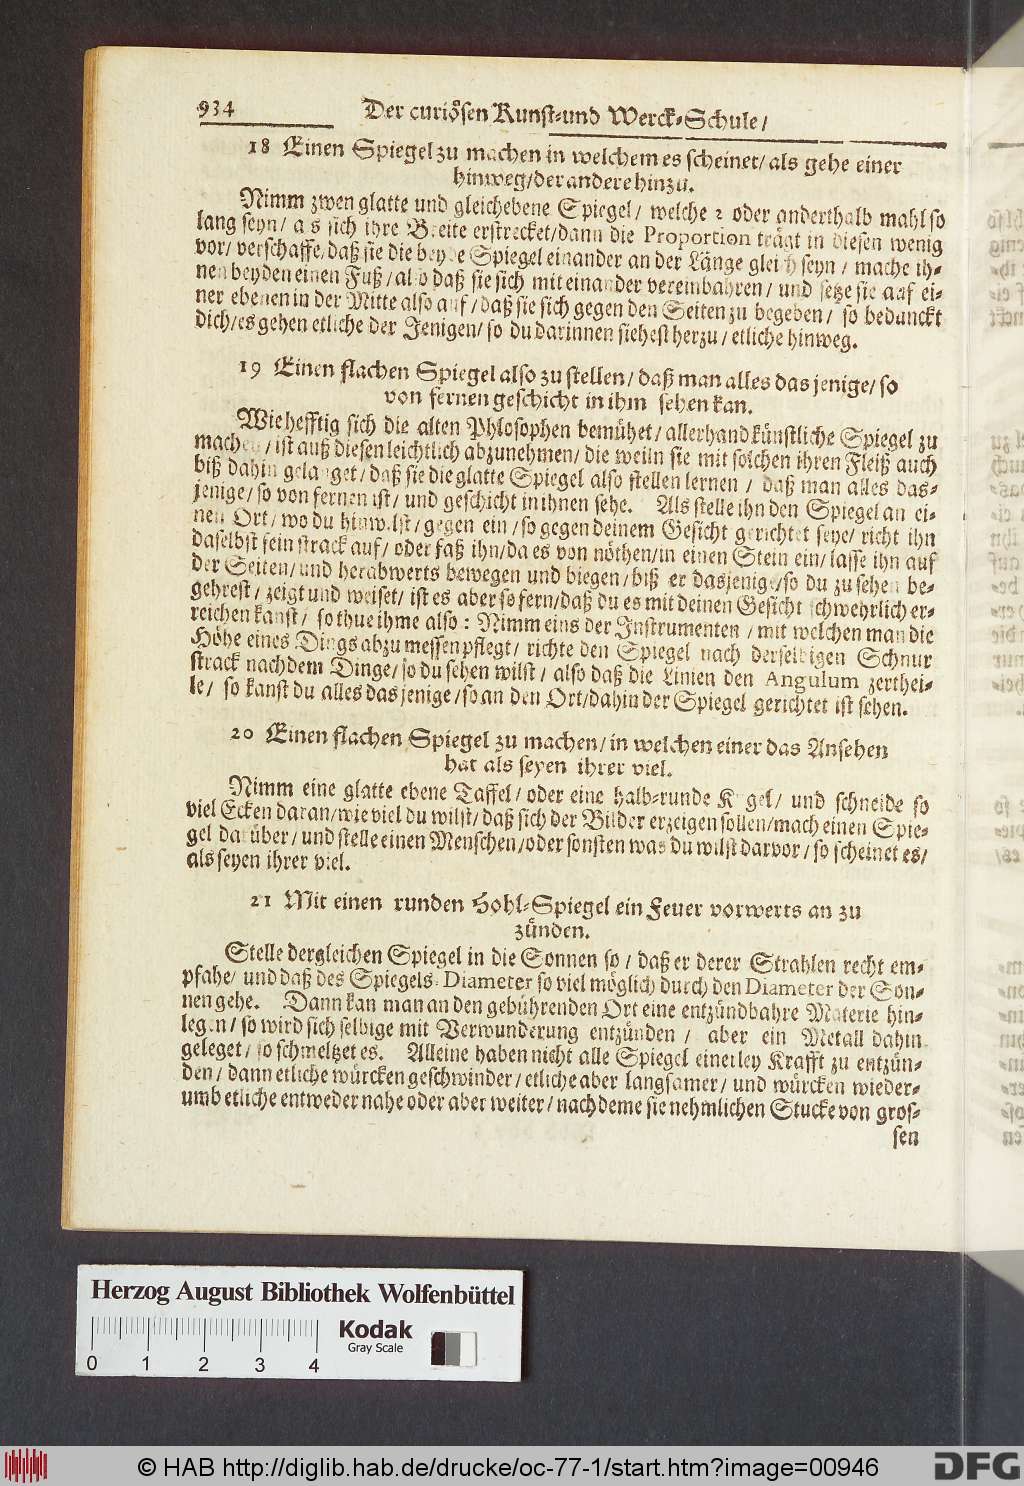 934 Der curiösen Kunst-und Werck-Schule/
18 Einen Spiegel zu machen in welchem es scheinet/ als gehe einer
hinweg/ der andere hinzu.
Nimm zwen glatte und gleichebene Spiegel/ welche 2 oder anderthalb mahl so
lang seyn/ als sich ihre Breite erstrecket/ dann die Proportion trägt in diesen wenig
vor/ verschaffe/ daß sie die beyde Spiegel einander an der Länge gleich seyn/ mache ih-
nen beyden einen Fuß/ also daß sie sich mit einander vereinbahren/ und setze sie auf ei-
ner ebenen in der Mitte also auf/ daß sie sich gegen den Seiten zu begeben/ so bedunckt
dich/ es gehen etliche der Jenigen/ so du darinnen siehest herzu/ etliche hinweg.
19 Einen flachen Spiegel also zu stellen/ daß man alles das jenige/ so
von fernen geschicht in ihm sehen kan.
Wie hefftig sich die alten Phlosophen bemühet/ allerhand künstliche Spiegel zu
machen/ ist auß diesen leichtlich abzunehmen/ die weiln sie mit solchen ihren Fleiß auch
biß dahin gelanget/ daß sie die glatte Spiegel also stellen lernen/ daß man alles das-
jenige/ so von fernen ist/ und geschicht in ihnen sehe. Als stelle ihn den Spiegel an ei-
nen Ort/ wo du hinwilst/ gegen ein/ so gegen deinem Gesicht gerichtet seye/ richt ihn
daselbst fein strack auf/ oder faß ihn/ da es von nöthen/ in einen Stein ein/ lasse ihn auf
der Seiten/ und herabwerts bewegen und biegen/ biß er dasjenige/ so du zu sehen be-
gehrest/ zeigt und weiset/ ist es aber so fern/ daß du es mit deinen Gesicht schwehrlich er-
reichen kanst/ so thue ihme also: Nimm eins der Instrumenten/ mit welchen man die
Höhe eines Dings abzumessen pflegt/ richte den Spiegel nach derselbigen Schnur
strack nach dem Dinge/ so du sehen wilst/ also daß die Linien den Angulum zerthei-
le/ so kanst du alles das jenige/ so an den Ort/ dahin der Spiegel gerichtet ist sehen.
20 Einen flachen Spiegel zu machen/ in welchen einer das Ansehen
hat als seyen ihrer viel.
Nimm eine glatte ebene Taffel/ oder eine halb-runde Kugel/ und schneide so
viel Ecken daran/ wie viel du wilst/ daß sich der Bilder erzeigen sollen/ mach einen Spie-
gel darüber/ und stelle einen Menschen/ oder sonsten was du wilst darvor/ so scheinet es/
als seyen ihrer viel.
21 Mit einen runden Hohl-Spiegel ein Feuer vorwerts an zu
zünden.
Stelle dergleichen Spiegel in die Sonnen so/ daß er derer Strahlen recht em-
pfahe/ und daß des Spiegels Diameter so viel möglich durch den Diameter der Son-
nen gehe. Dann kan man an den gebührenden Ort eine entzündbahre Materie hin-
legen/ so wird sich selbige mit Verwunderung entzünden/ aber ein Metall dahin
geleget/ so schmeltzet es. Alleine haben nicht alle Spiegel einerley Krafft zu entzün-
den/ dann etliche würcken geschwinder/ etliche aber langsamer/ und würcken wieder-
umb etliche entweder nahe oder aber weiter/ nach deme sie nehmlichen Stucke von gros-
sen
Herzog August Bibliothek Wolfenbüttel
Kodak
Gray Scale
0 1 2 3 4
© HAB http://diglib.hab.de/drucke/oc-77-1/start.htm?image=00946
DFG